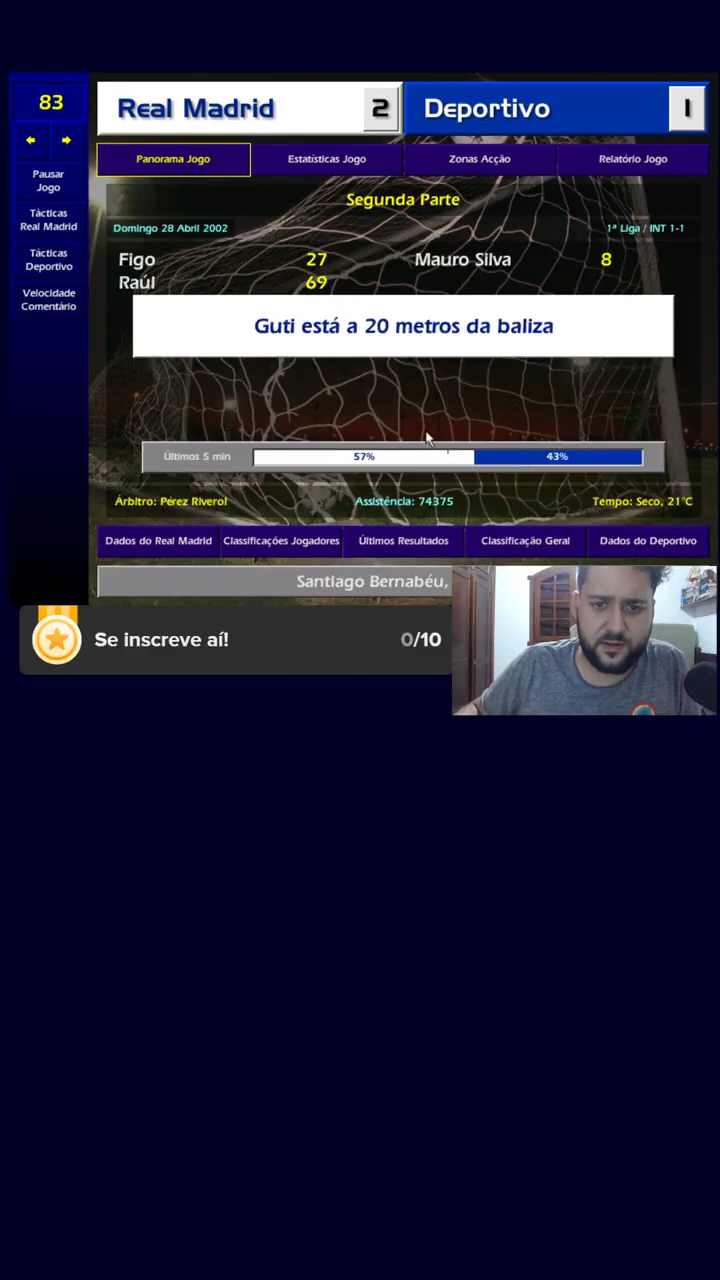 83
Real Madrid 2 Deportivo 1
Panorama Jogo Estatísticas Jogo Zonas Acção Relatório Jogo
Pausar
Jogo
Tácticas
Real Madrid
Tácticas
Deportivo
Velocidade
Comentário
Segunda Parte
Domingo 28 Abril 2002 1ª Liga / INT 1-1
Figo 27 Mauro Silva 8
Raúl 69
Guti está a 20 metros da baliza
Últimos 5 min 57% 43%
Árbitro: Pérez Riverol Assistência: 74375 Tempo: Seco, 21°C
Dados do Real Madrid Classificações Jogadores Últimos Resultados Classificação Geral Dados do Deportivo
Santiago Bernabéu,
Se inscreve aí! 0/10